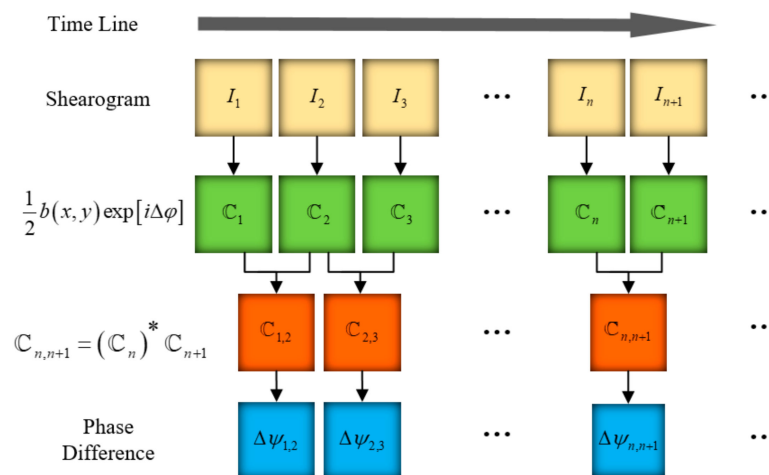 Time Line
Shearogram I₁ I₂ I₃ ••• Iₙ Iₙ₊₁ ••
½ b(x, y) exp[iΔφ] ℂ₁ ℂ₂ ℂ₃ ••• ℂₙ ℂₙ₊₁ ••
ℂₙ,ₙ₊₁ = (ℂₙ)* ℂₙ₊₁ ℂ₁,₂ ℂ₂,₃ ••• ℂₙ,ₙ₊₁ ••
Phase
Difference Δψ₁,₂ Δψ₂,₃ ••• Δψₙ,ₙ₊₁ ••